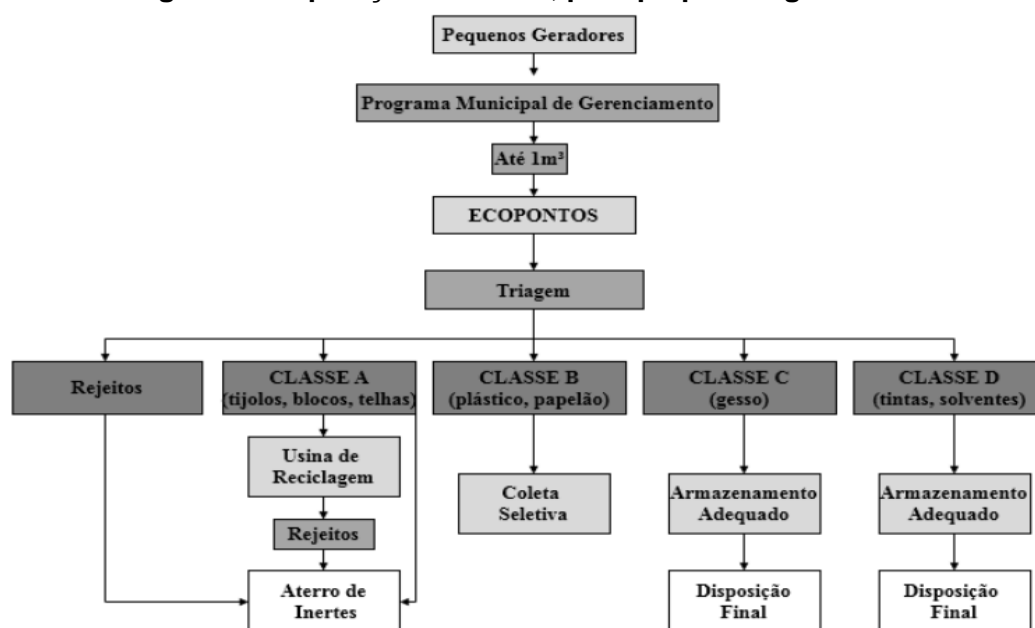 Pequenos Geradores
Programa Municipal de Gerenciamento
Até 1m³
ECOPONTOS
Triagem
Rejeitos
CLASSE A
(tijolos, blocos, telhas)
CLASSE B
(plástico, papelão)
CLASSE C
(gesso)
CLASSE D
(tintas, solventes)
Usina de
Reciclagem
Coleta
Seletiva
Armazenamento
Adequado
Armazenamento
Adequado
Rejeitos
Aterro de
Inertes
Disposição
Final
Disposição
Final